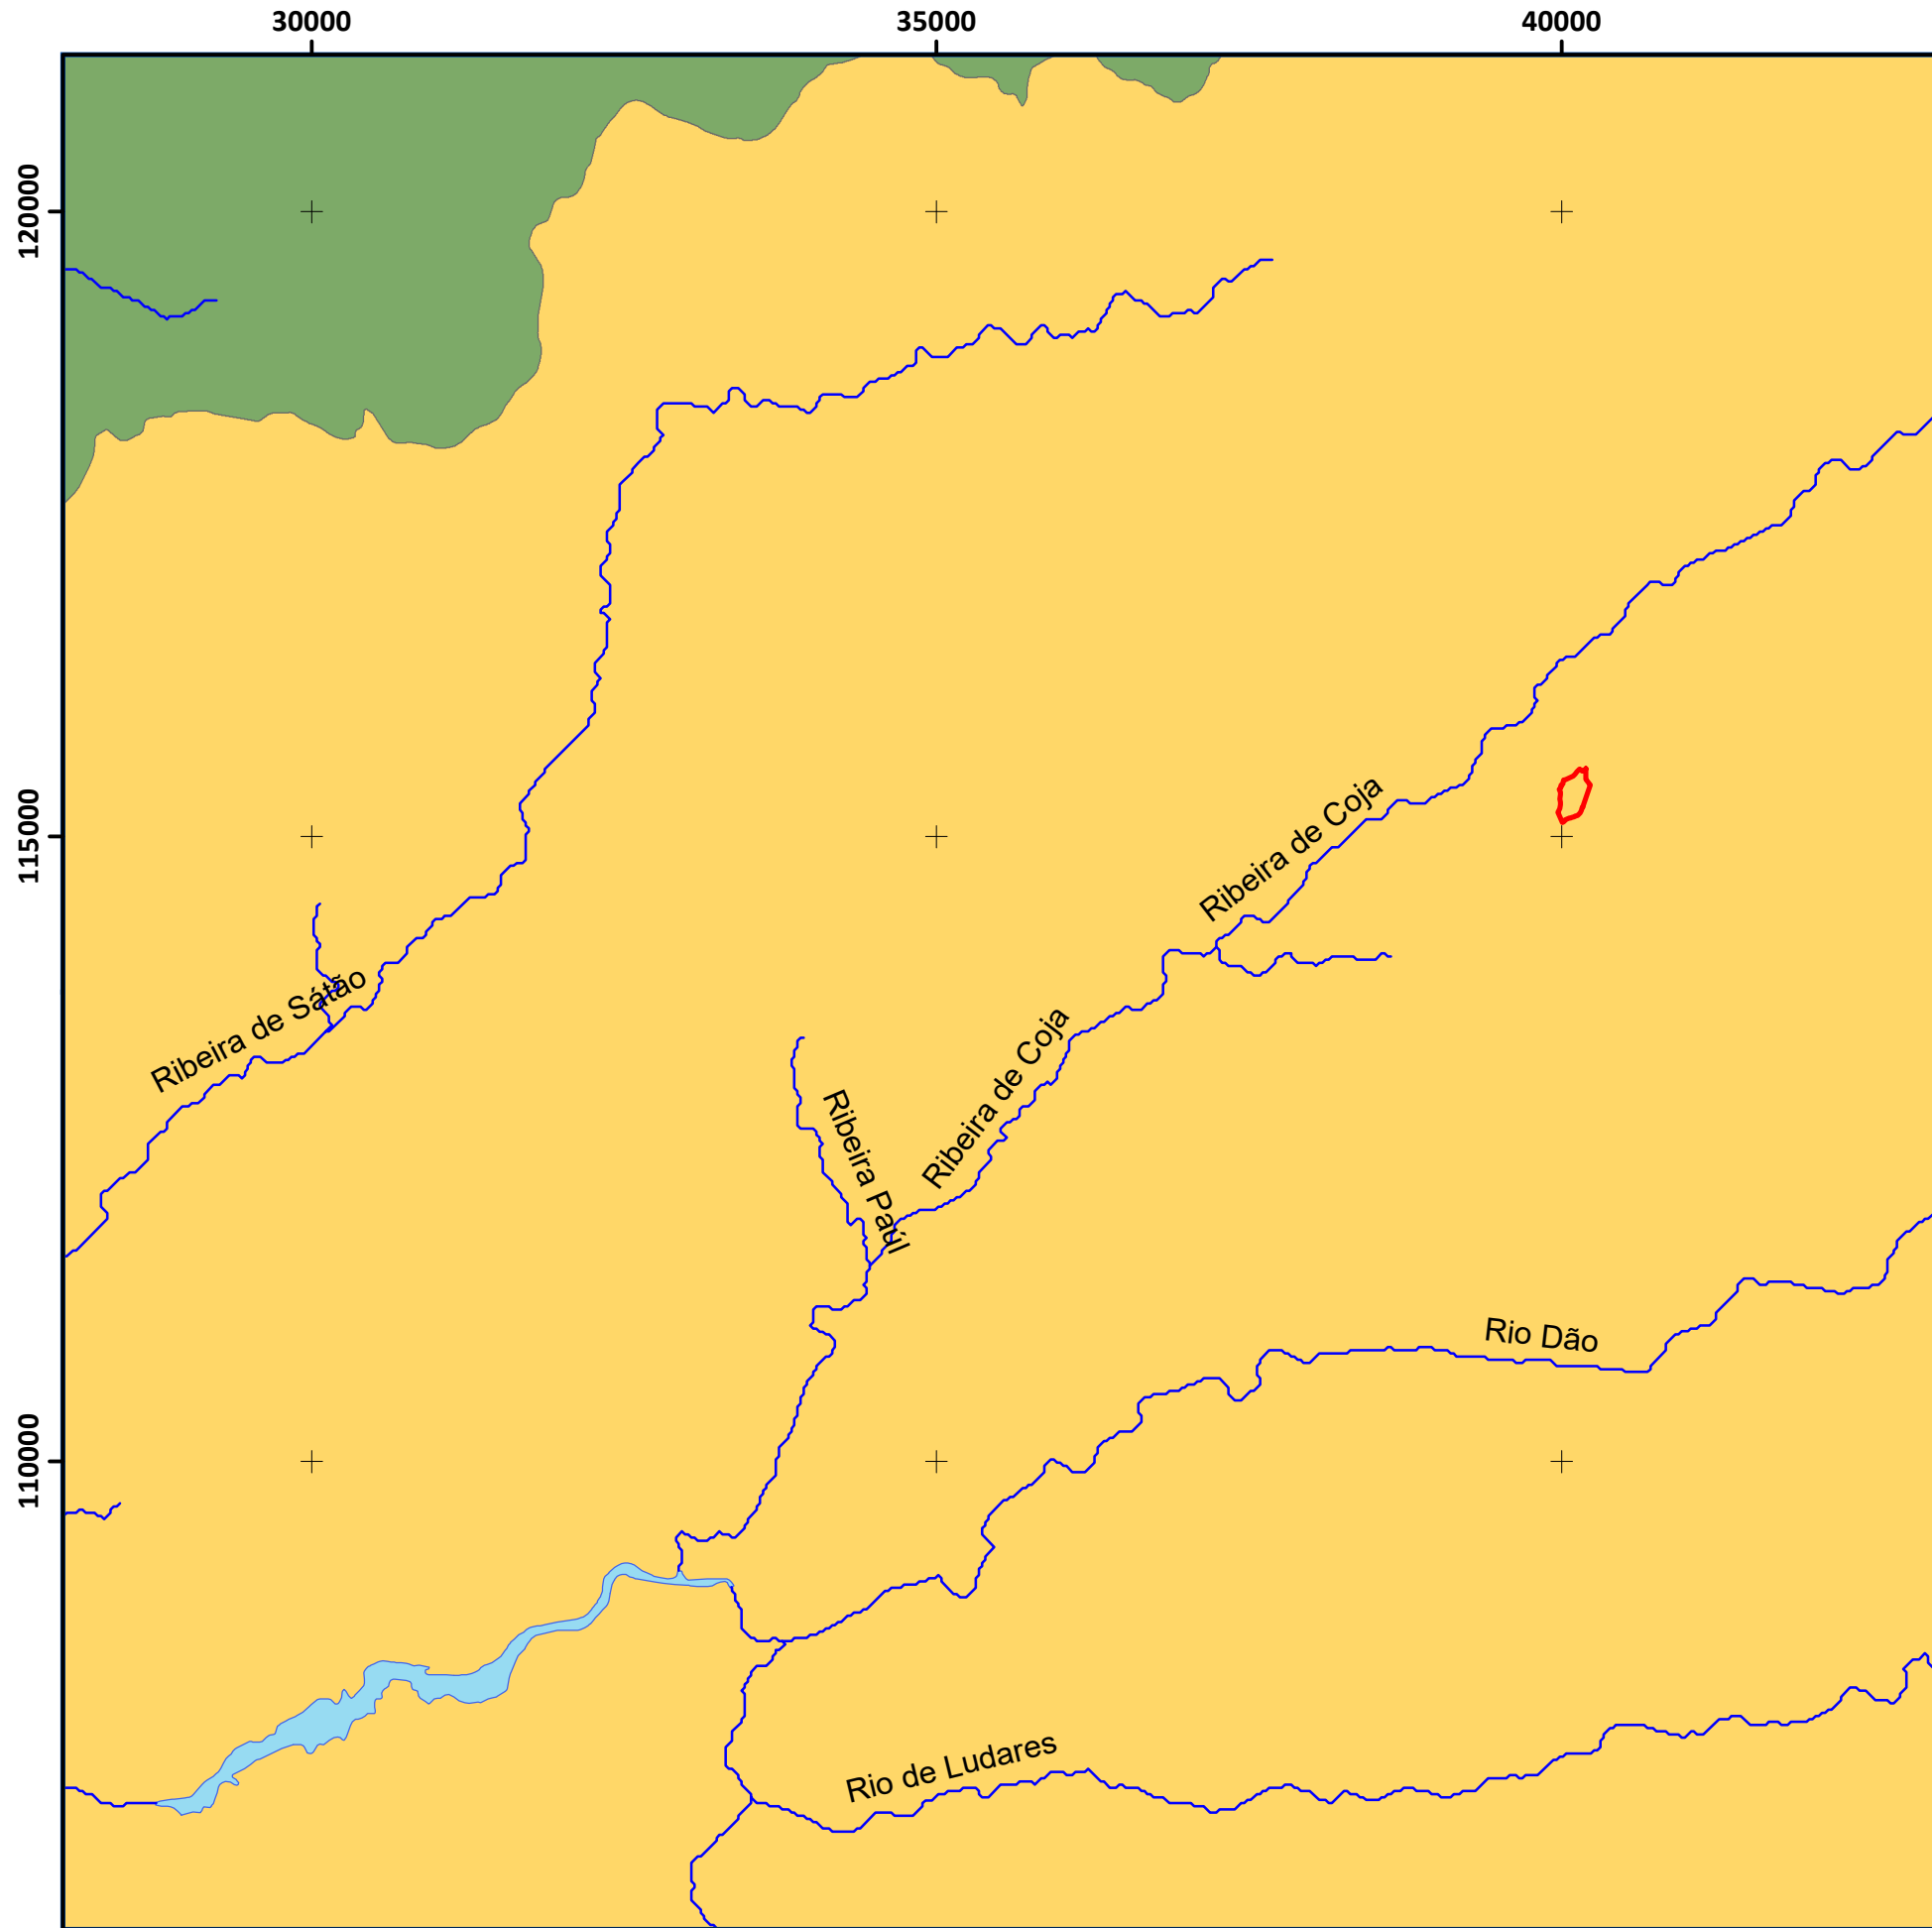 30000
35000
40000
120000
115000
110000
Ribeira de Coja
Ribeira de Sátão
Ribeira de Coja
Ribeira Paúl
Rio Dão
Rio de Ludares